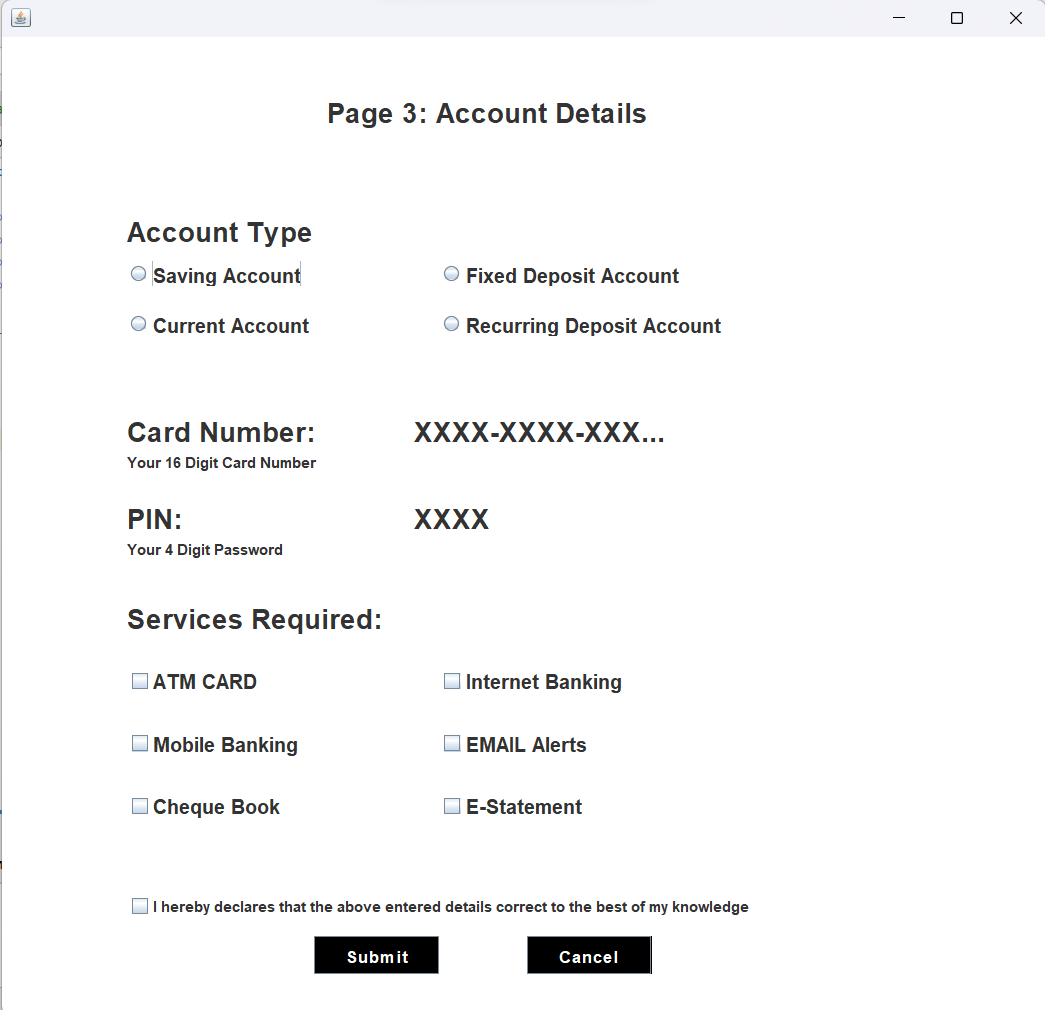 Page 3: Account Details
Account Type
Saving Account Fixed Deposit Account
Current Account Recurring Deposit Account
Card Number: XXXX-XXXX-XXX...
Your 16 Digit Card Number
PIN: XXXX
Your 4 Digit Password
Services Required:
ATM CARD Internet Banking
Mobile Banking EMAIL Alerts
Cheque Book E-Statement
I hereby declares that the above entered details correct to the best of my knowledge
Submit Cancel